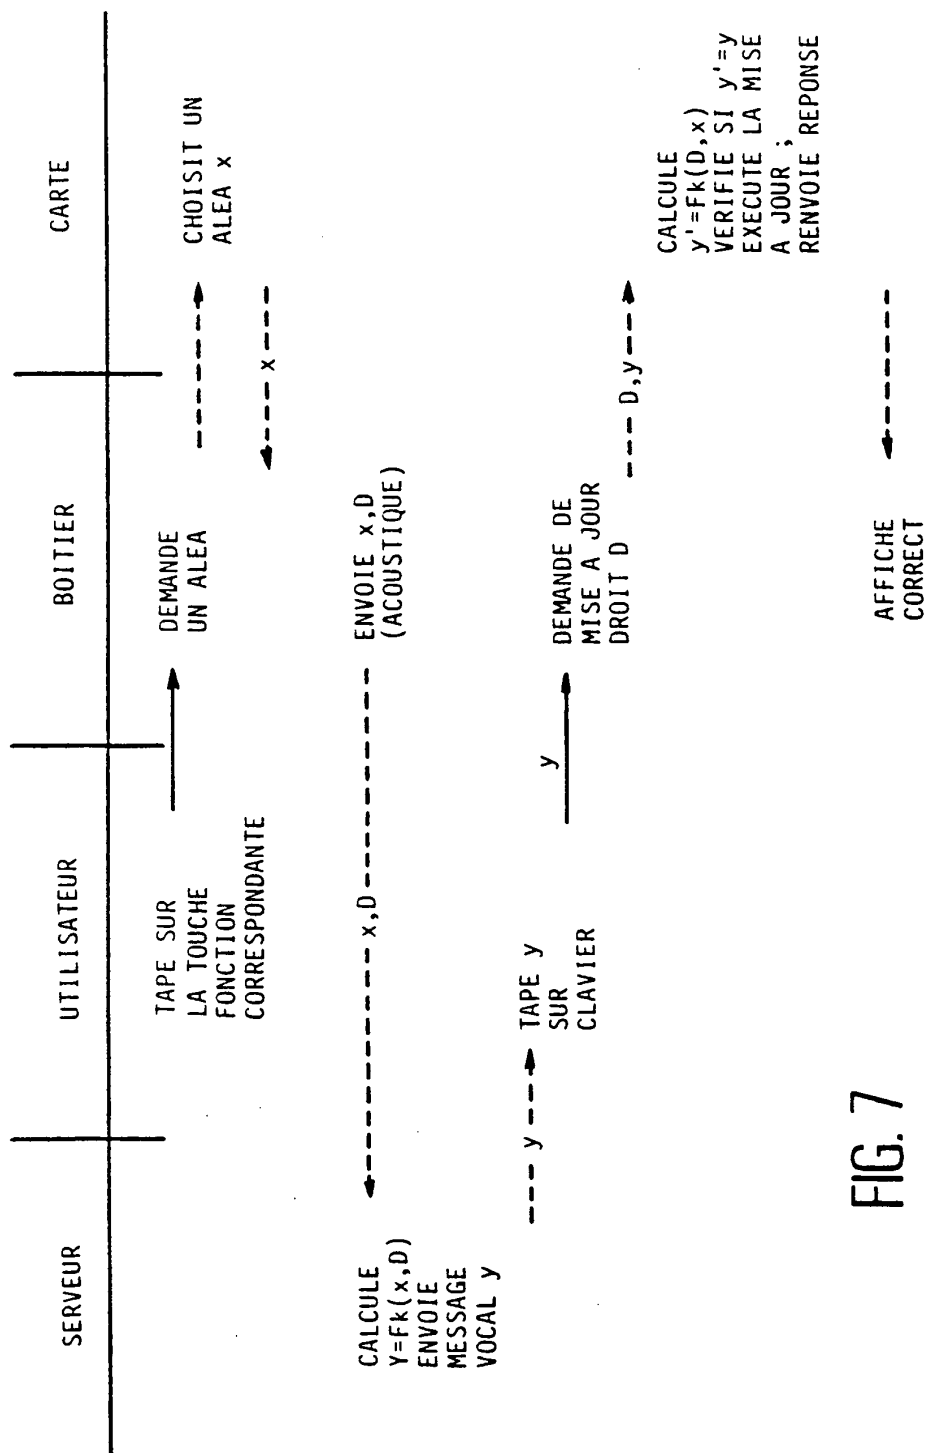 SERVEUR
UTILISATEUR
BOITIER
CARTE
TAPE SUR
LA TOUCHE
FONCTION
CORRESPONDANTE
DEMANDE
UN ALEA
CHOISIT UN
ALEA x
x
ENVOIE x,D
(ACOUSTIQUE)
x,D
CALCULE
Y=Fk(x,D)
ENVOIE
MESSAGE
VOCAL y
y
TAPE y
SUR
CLAVIER
y
DEMANDE DE
MISE A JOUR
DROIT D
D,y
CALCULE
y'=Fk(D,x)
VERIFIE SI y'=y
EXECUTE LA MISE
A JOUR ;
RENVOIE REPONSE
AFFICHE
CORRECT
FIG. 7